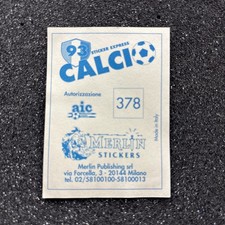 93
STICKER EXPRESS
CALCIO
Autorizzazione
aic
378
Made in Italy
MERLIN
STICKERS
Merlin Publishing srl
via Porcella, 3 - 20144 Milano
tel. 02/58100100-58100013